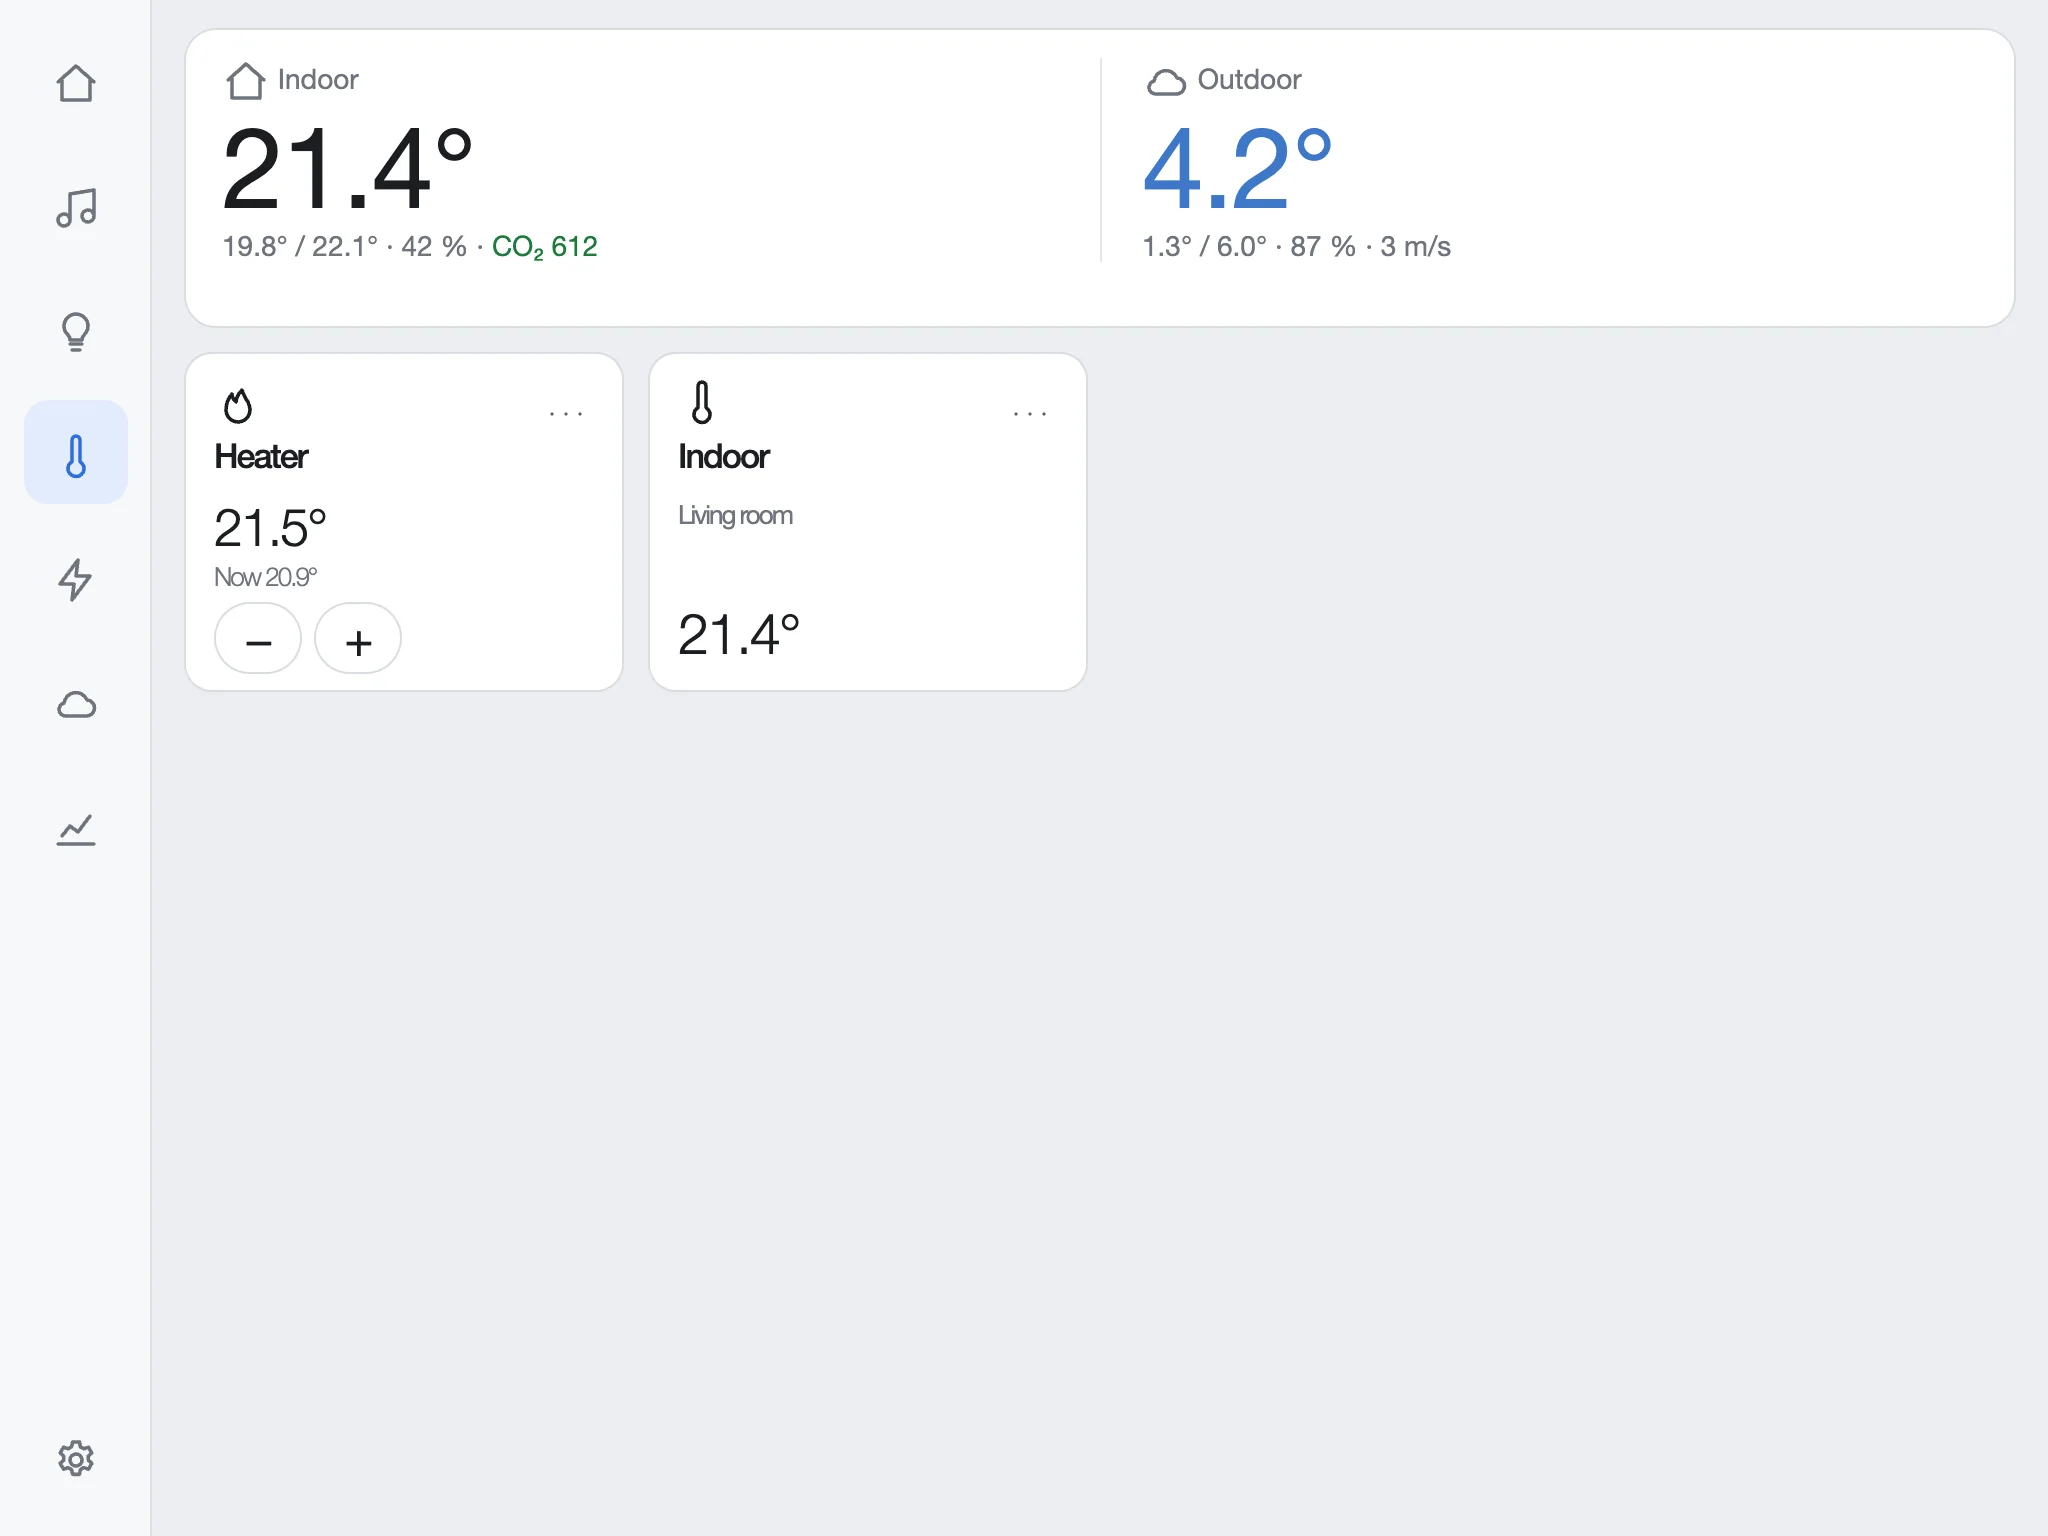 Indoor
21.4°
19.8° / 22.1° · 42 % · CO₂ 612
Outdoor
4.2°
1.3° / 6.0° · 87 % · 3 m/s
...
Heater
21.5°
Now 20.9°
− +
...
Indoor
Living room
21.4°